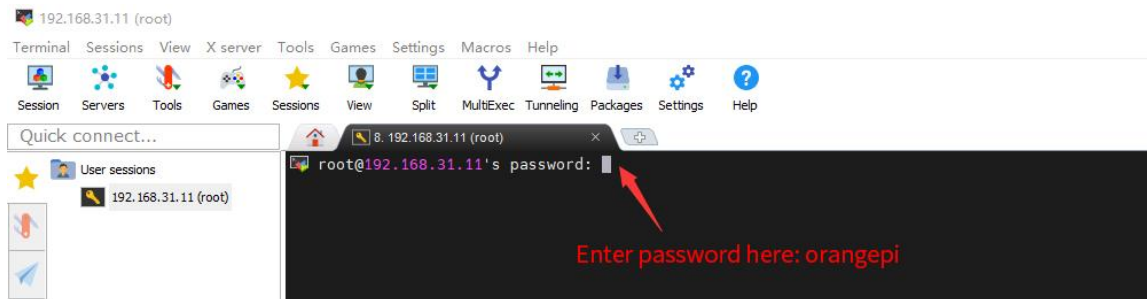 192.168.31.11 (root)
Terminal Sessions View X server Tools Games Settings Macros Help
Session Servers Tools Games Sessions View Split MultiExec Tunneling Packages Settings Help
Quick connect...
8. 192.168.31.11 (root)
User sessions
192.168.31.11 (root)
root@192.168.31.11's password:
Enter password here: orangepi